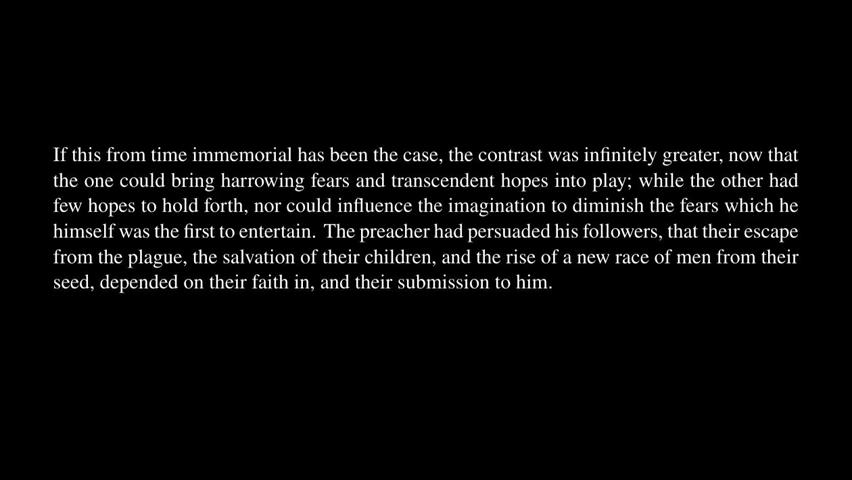 If this from time immemorial has been the case, the contrast was infinitely greater, now that
the one could bring harrowing fears and transcendent hopes into play; while the other had
few hopes to hold forth, nor could influence the imagination to diminish the fears which he
himself was the first to entertain. The preacher had persuaded his followers, that their escape
from the plague, the salvation of their children, and the rise of a new race of men from their
seed, depended on their faith in, and their submission to him.